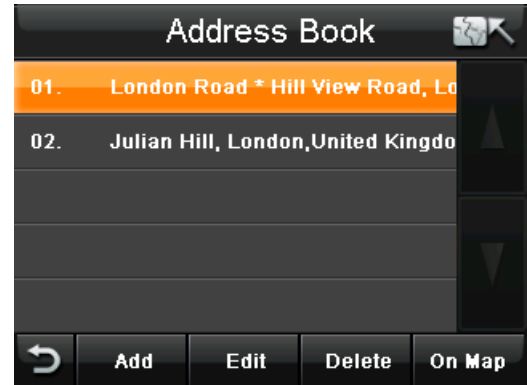 Address Book
01. London Road * Hill View Road, Lo
02. Julian Hill, London,United Kingdo
Add Edit Delete On Map